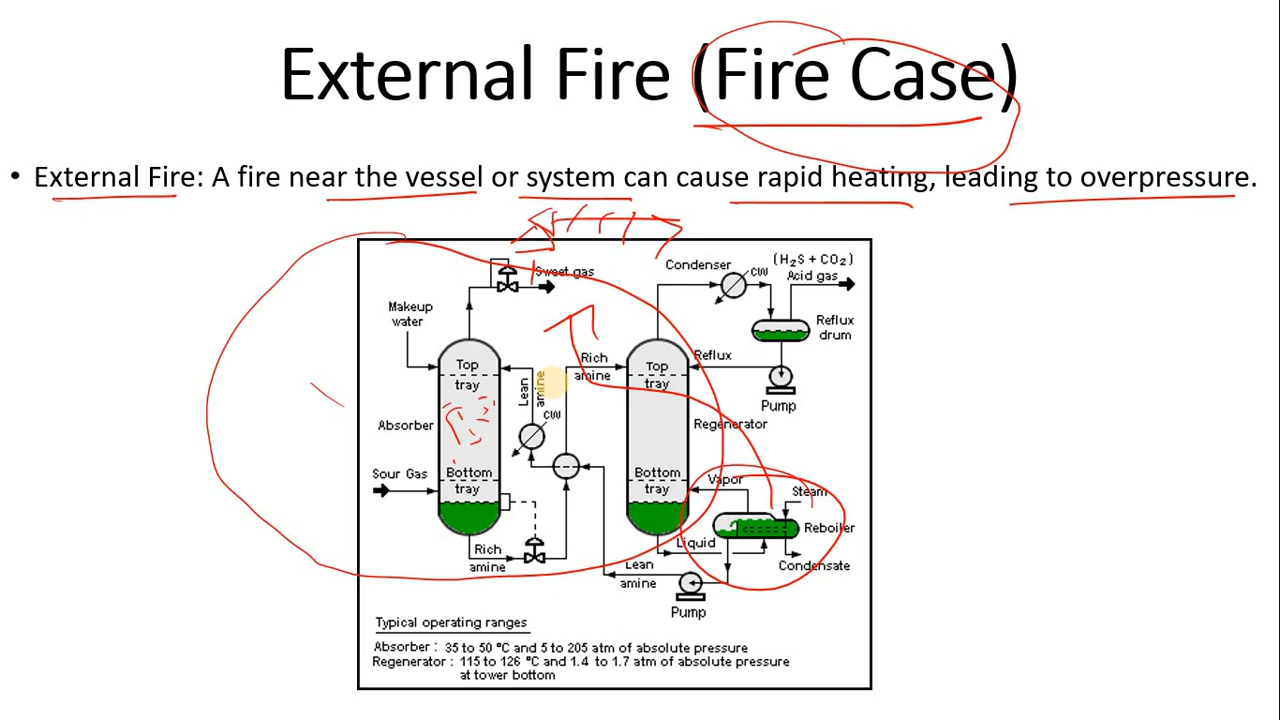 External Fire (Fire Case)
• External Fire: A fire near the vessel or system can cause rapid heating, leading to overpressure.
(H2S + CO2)
Condenser
CW
Acid gas
Sweet gas
Makeup
water
Reflux
drum
Rich
amine
Reflux
Top
tray
Lean
amine
Top
tray
Pump
CW
Absorber
Regenerator
Sour Gas
Bottom
tray
Bottom
tray
Vapor
Steam
Reboiler
Liquid
Rich
amine
Lean
amine
Condensate
Pump
Typical operating ranges
Absorber : 35 to 50 °C and 5 to 205 atm of absolute pressure
Regenerator : 115 to 126 °C and 1.4 to 1.7 atm of absolute pressure
at tower bottom